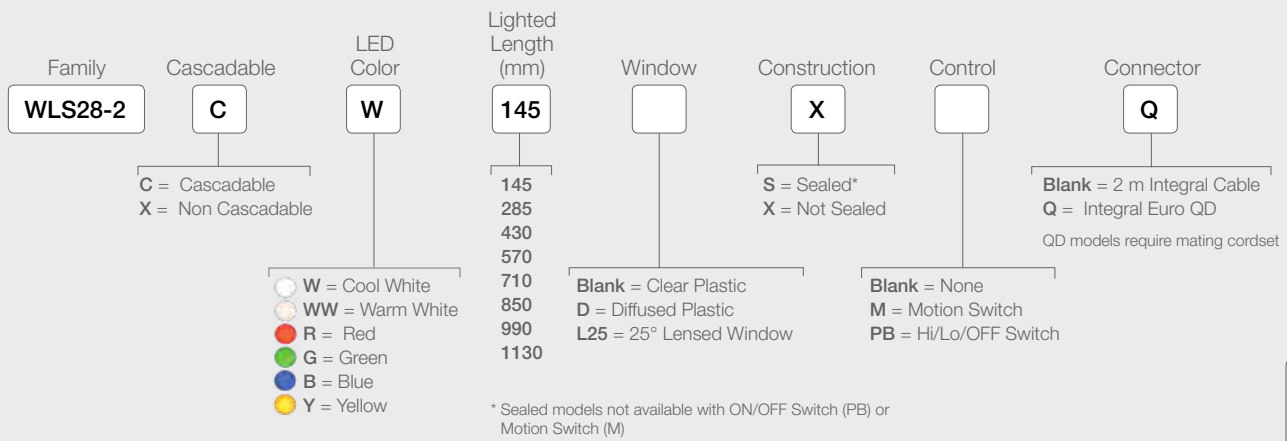 Family
Cascadable
LED
Color
Lighted
Length
(mm)
Window
Construction
Control
Connector
WLS28-2
C
W
145
X
Q
C = Cascadable
X = Non Cascadable
W = Cool White
WW = Warm White
R = Red
G = Green
B = Blue
Y = Yellow
145
285
430
570
710
850
990
1130
Blank = Clear Plastic
D = Diffused Plastic
L25 = 25° Lensed Window
S = Sealed*
X = Not Sealed
Blank = None
M = Motion Switch
PB = Hi/Lo/OFF Switch
Blank = 2 m Integral Cable
Q = Integral Euro QD
QD models require mating cordset
* Sealed models not available with ON/OFF Switch (PB) or
Motion Switch (M)